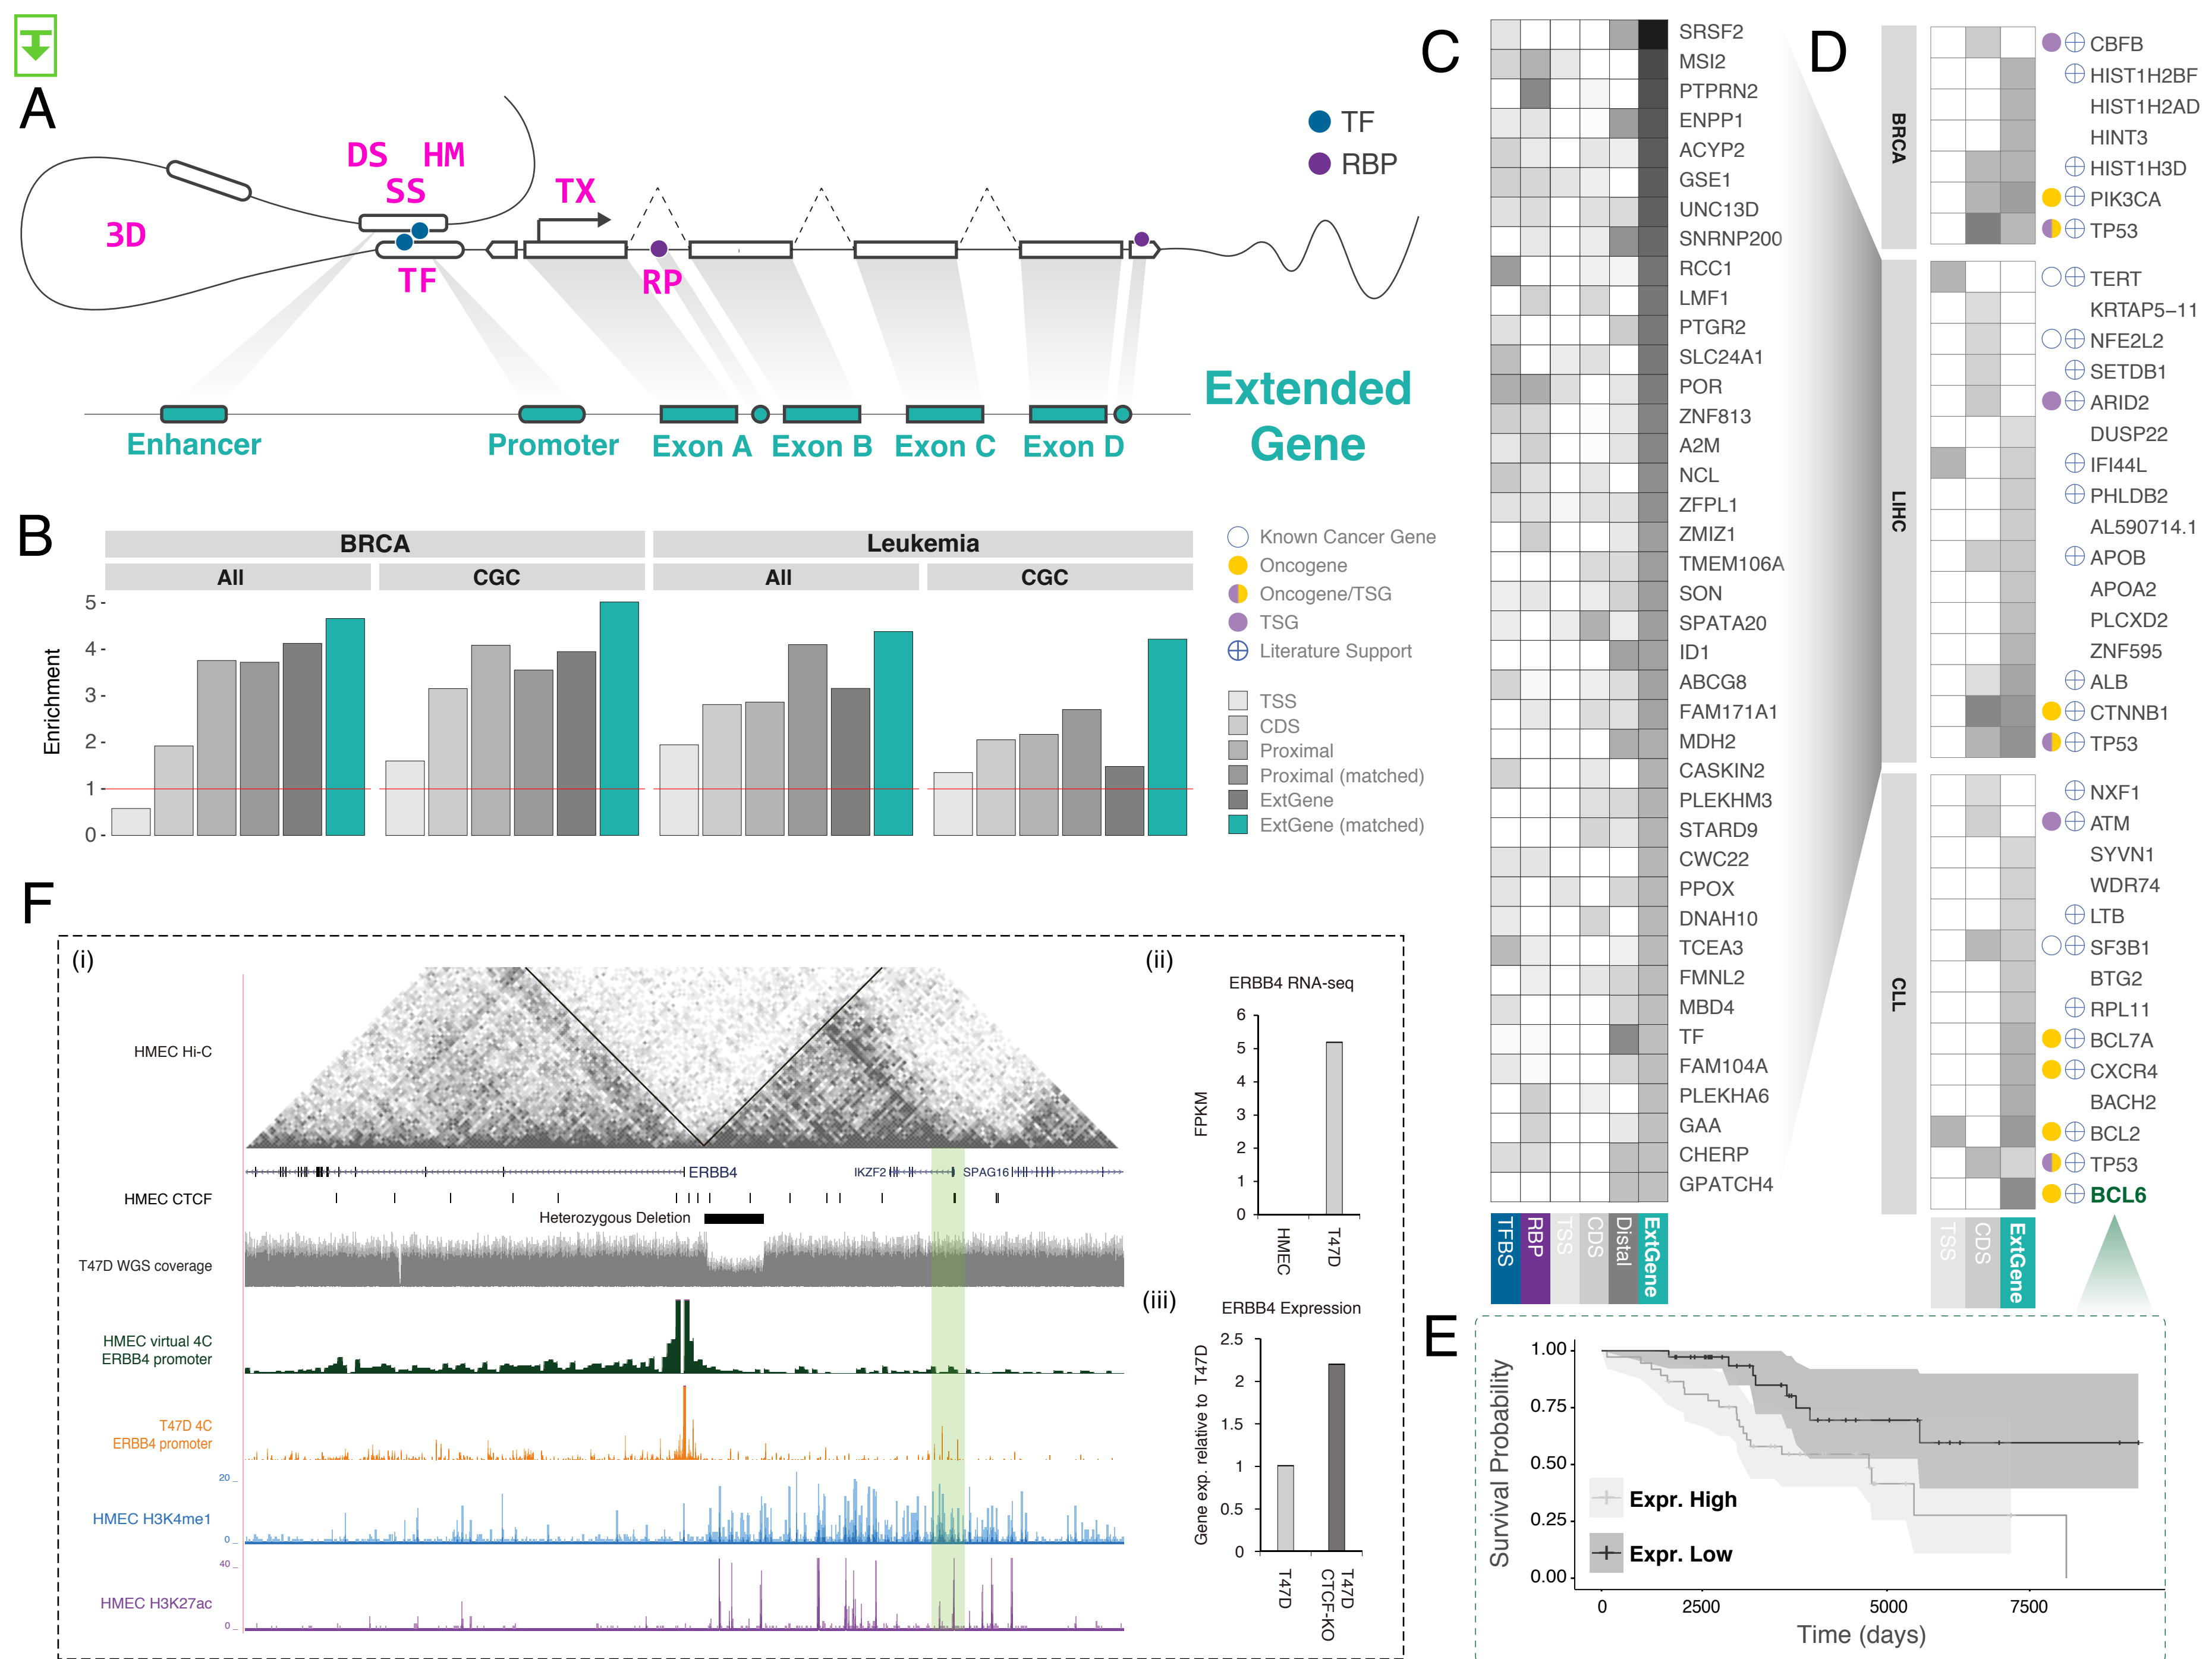 A
DS HM
SS
TX
3D
TF
RP
TF
RBP
Extended
Gene
Enhancer
Promoter
Exon A
Exon B
Exon C
Exon D
B
BRCA
Leukemia
All
CGC
All
CGC
Enrichment
5
4
3
2
1
0
Known Cancer Gene
Oncogene
Oncogene/TSG
TSG
Literature Support
TSS
CDS
Proximal
Proximal (matched)
ExtGene
ExtGene (matched)
C
SRSF2
MSI2
PTPRN2
ENPP1
ACYP2
GSE1
UNC13D
SNRNP200
RCC1
LMF1
PTGR2
SLC24A1
POR
ZNF813
A2M
NCL
ZFPL1
ZMIZ1
TMEM106A
SON
SPATA20
ID1
ABCG8
FAM171A1
MDH2
CASKIN2
PLEKHM3
STARD9
CWC22
PPOX
DNAH10
TCEA3
FMNL2
MBD4
TF
FAM104A
PLEKHA6
GAA
CHERP
GPATCH4
TFBS
RBP
TSS
CDS
Distal
ExtGene
D
BRCA
CBFB
HIST1H2BF
HIST1H2AD
HINT3
HIST1H3D
PIK3CA
TP53
LIHC
TERT
KRTAP5−11
NFE2L2
SETDB1
ARID2
DUSP22
IFI44L
PHLDB2
AL590714.1
APOB
APOA2
PLCXD2
ZNF595
ALB
CTNNB1
TP53
CLL
NXF1
ATM
SYVN1
WDR74
LTB
SF3B1
BTG2
RPL11
BCL7A
CXCR4
BACH2
BCL2
TP53
BCL6
TSS
CDS
ExtGene
E
Survival Probability
1.00
0.75
0.50
0.25
0.00
Expr. High
Expr. Low
0
2500
5000
7500
Time (days)
F
(i)
HMEC Hi-C
ERBB4
IKZF2
SPAG16
HMEC CTCF
Heterozygous Deletion
T47D WGS coverage
HMEC virtual 4C
ERBB4 promoter
T47D 4C
ERBB4 promoter
20
HMEC H3K4me1
0
40
HMEC H3K27ac
0
(ii)
ERBB4 RNA-seq
FPKM
6
5
4
3
2
1
0
HMEC
T47D
(iii)
ERBB4 Expression
Gene exp. relative to T47D
2.5
2
1.5
1
0.5
0
T47D
T47D
CTCF-KO